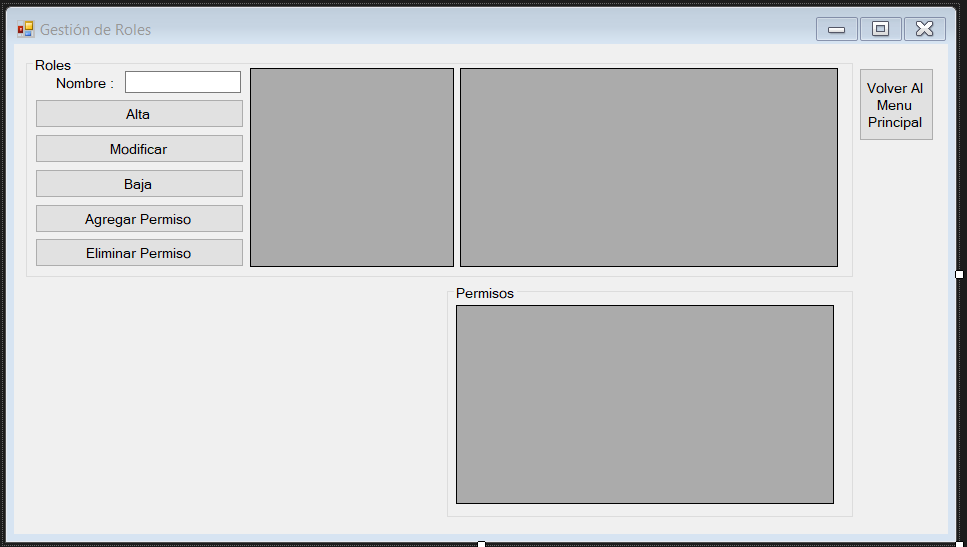 Gestión de Roles
Roles
Nombre :
Alta
Modificar
Baja
Agregar Permiso
Eliminar Permiso
Volver Al
Menu
Principal
Permisos